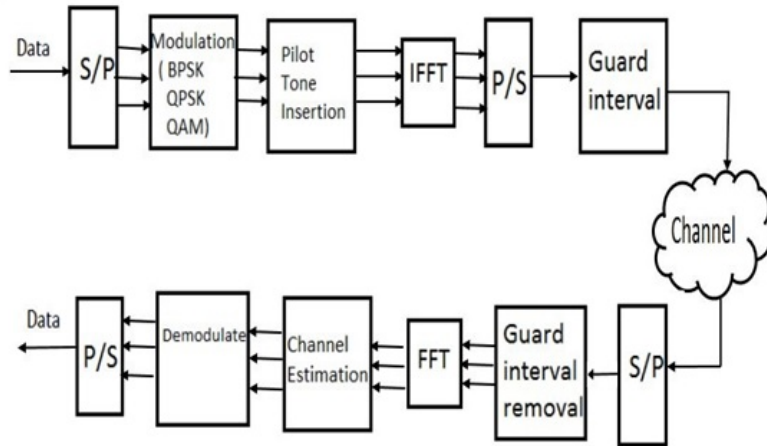 Data
S/P
Modulation
( BPSK
QPSK
QAM)
Pilot
Tone
Insertion
IFFT
P/S
Guard
interval
Channel
Data
P/S
Demodulate
Channel
Estimation
FFT
Guard
interval
removal
S/P